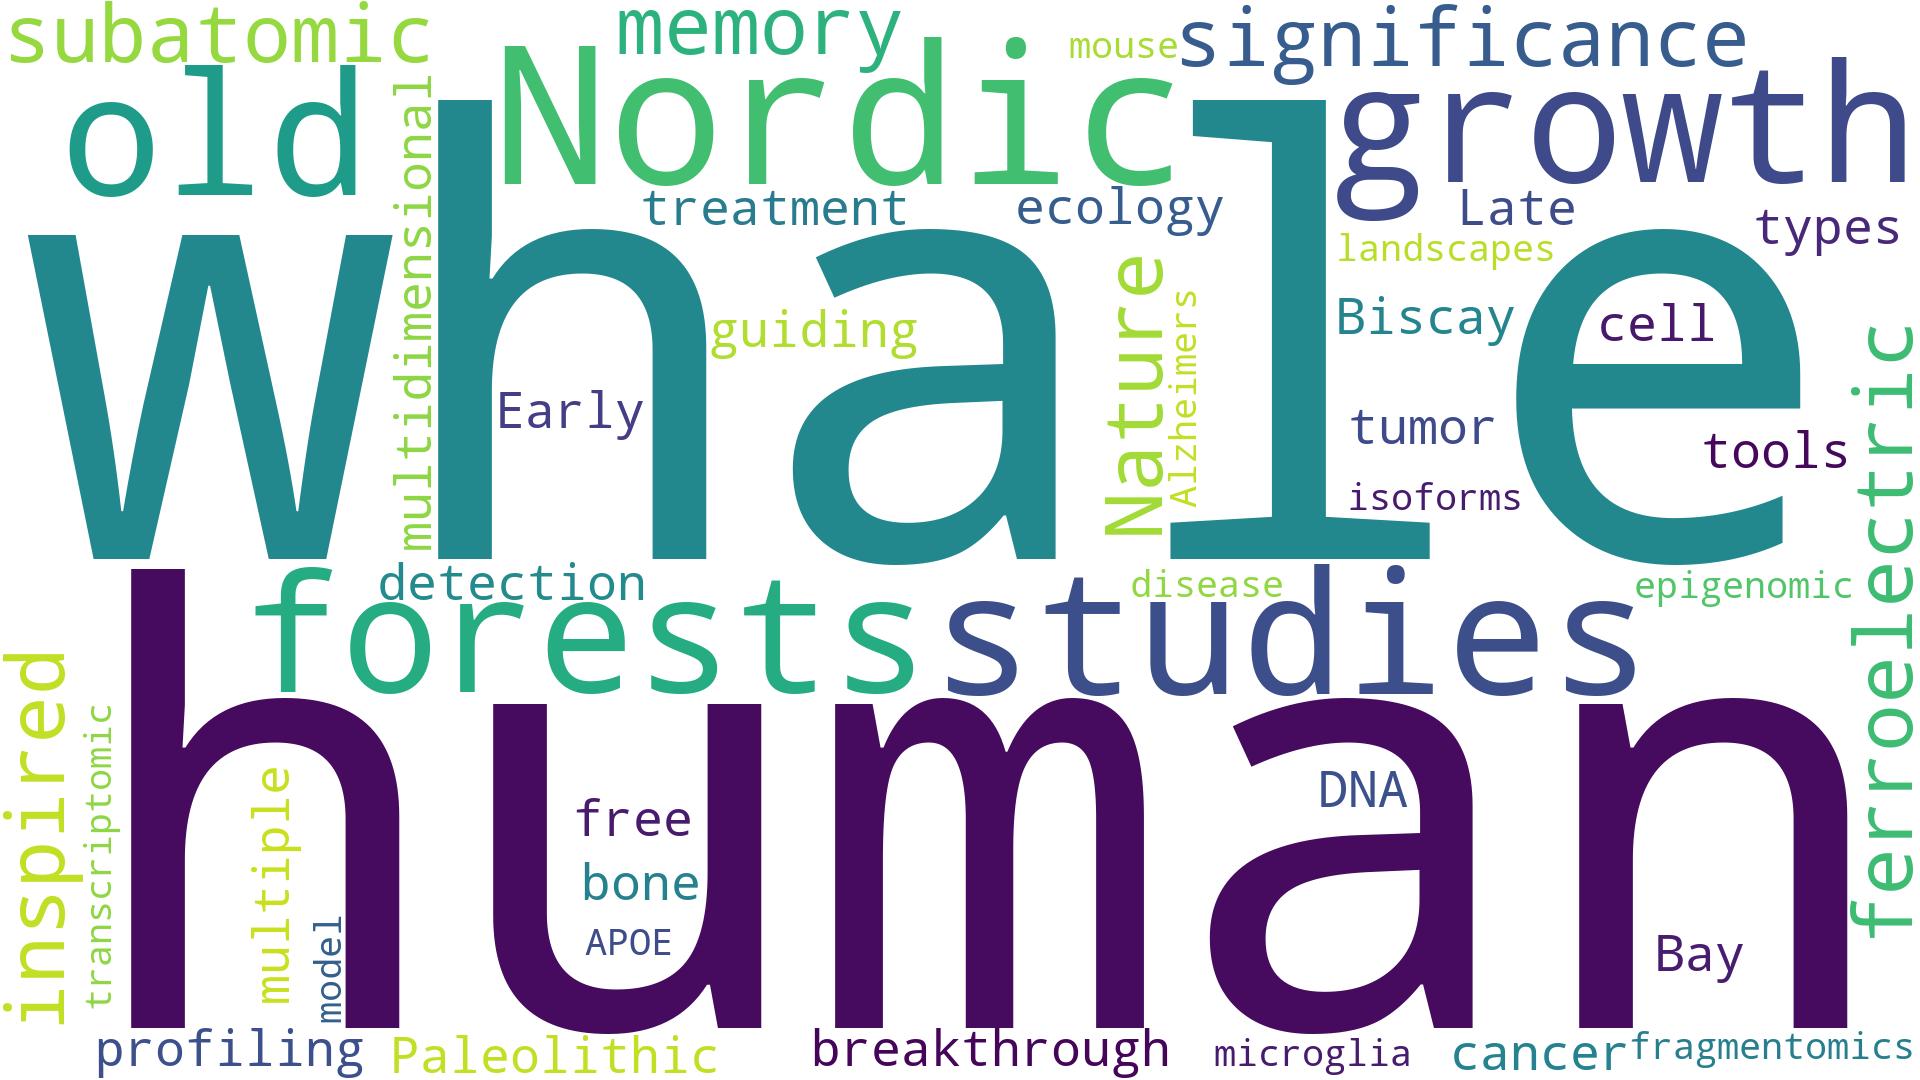 subatomic
memory
mouse
significance
old
Nordic
growth
multidimensional
treatment
ecology
Late
types
landscapes
whale
Nature
Alzheimers
Biscay
cell
guiding
Early
tumor
tools
isoforms
ferroelectric
detection
disease
epigenomic
forests
studies
human
inspired
transcriptomic
multiple
model
free
bone
APOE
DNA
Bay
profiling
Paleolithic
breakthrough
microglia
cancer
fragmentomics